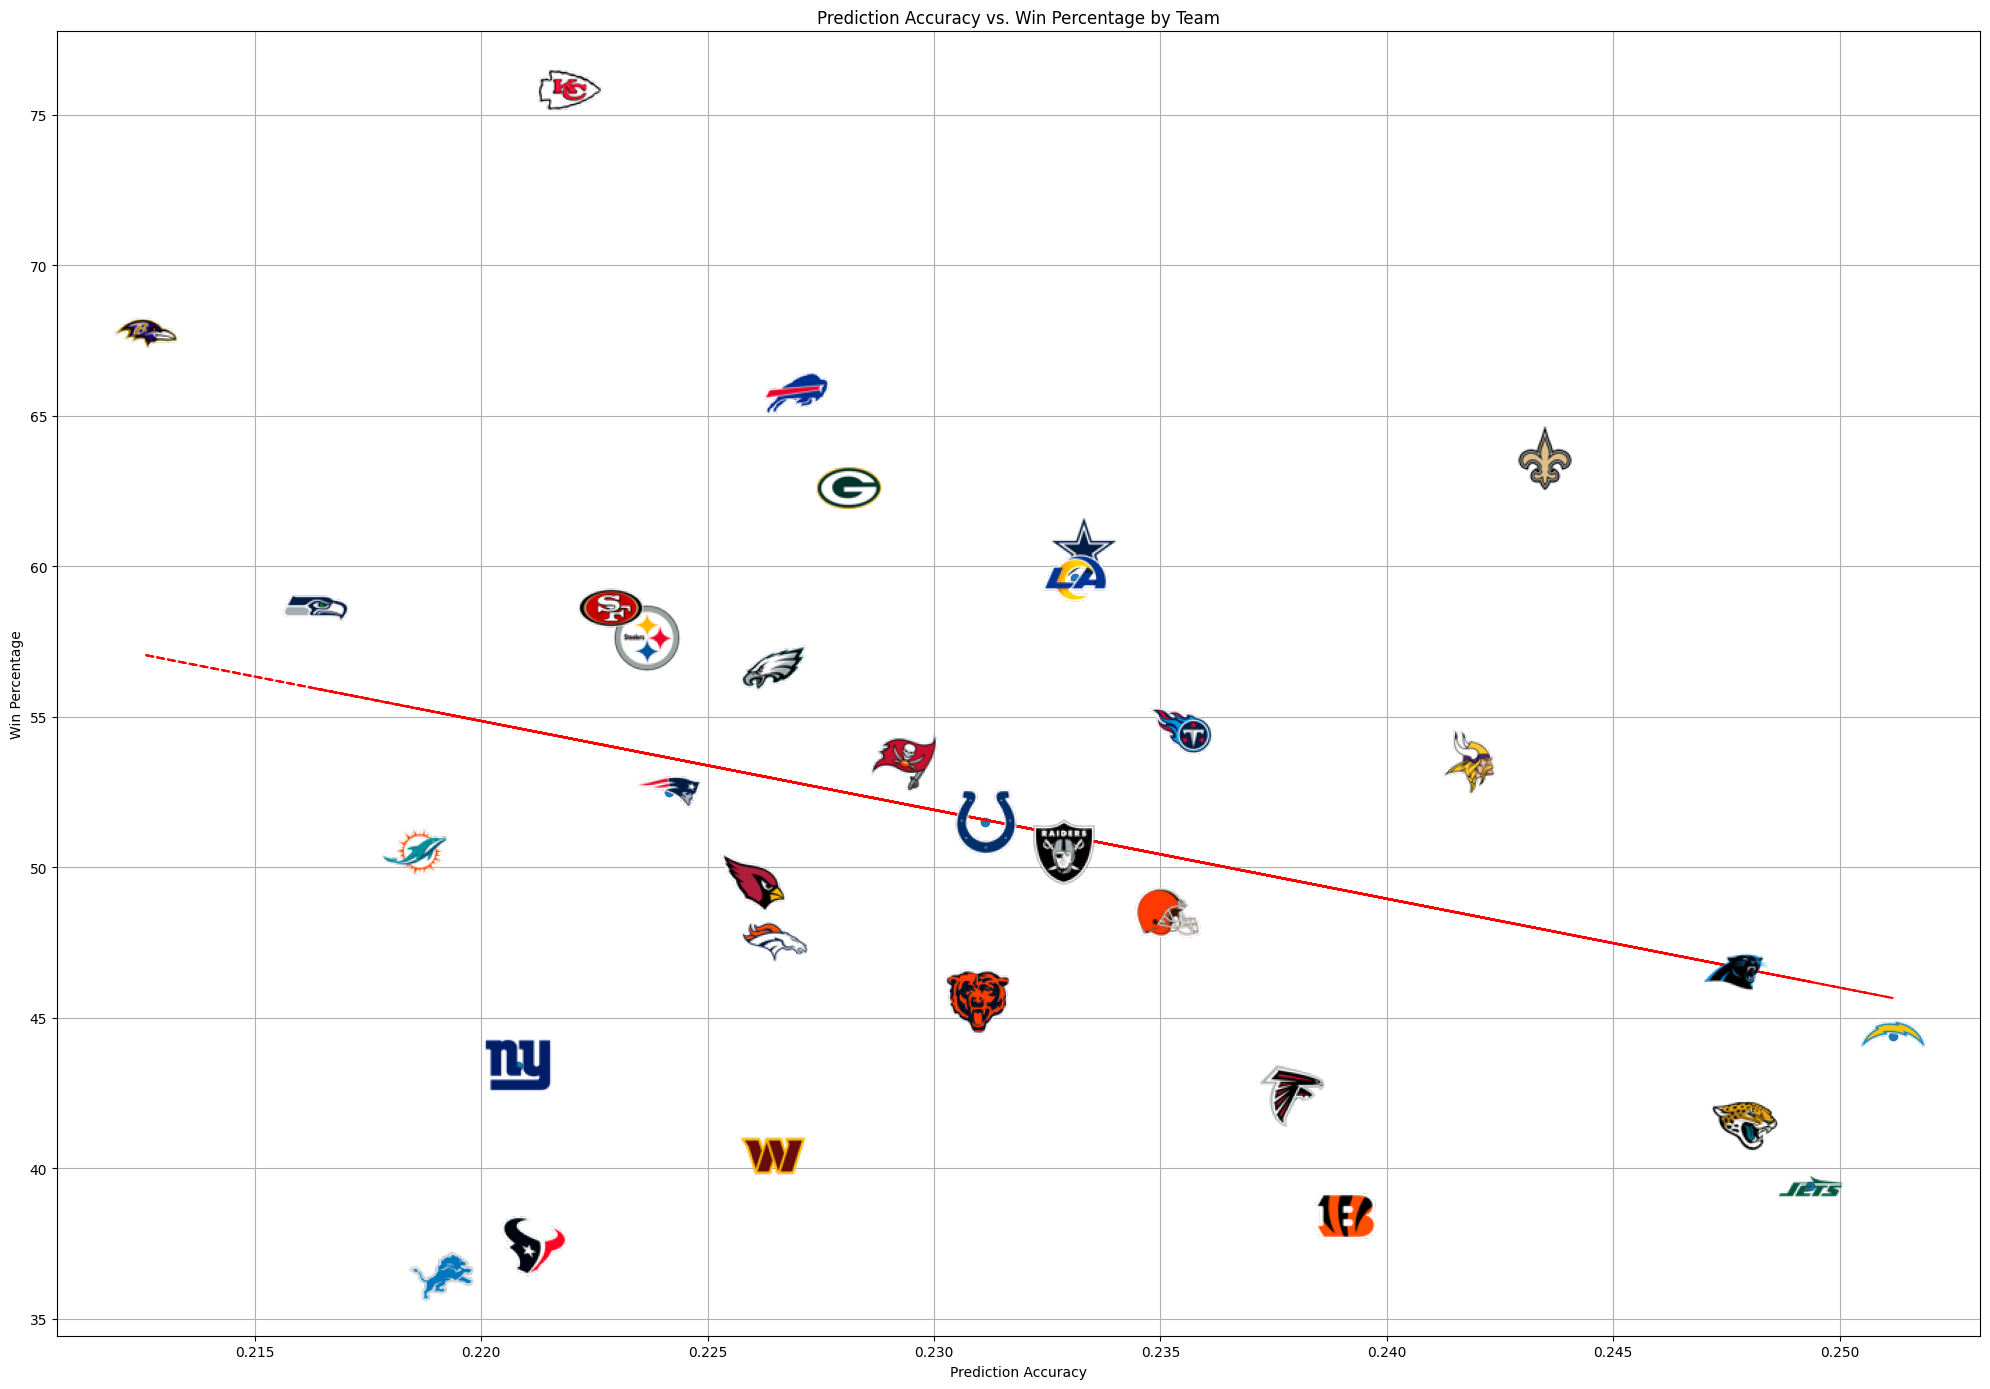 Prediction Accuracy vs. Win Percentage by Team
75
70
65
60
55
50
45
40
35
Win Percentage
KC
B
G
LA
SF
Steelers
T
RAIDERS
ny
W
B
JETS
0.215
0.220
0.225
0.230
0.235
0.240
0.245
0.250
Prediction Accuracy